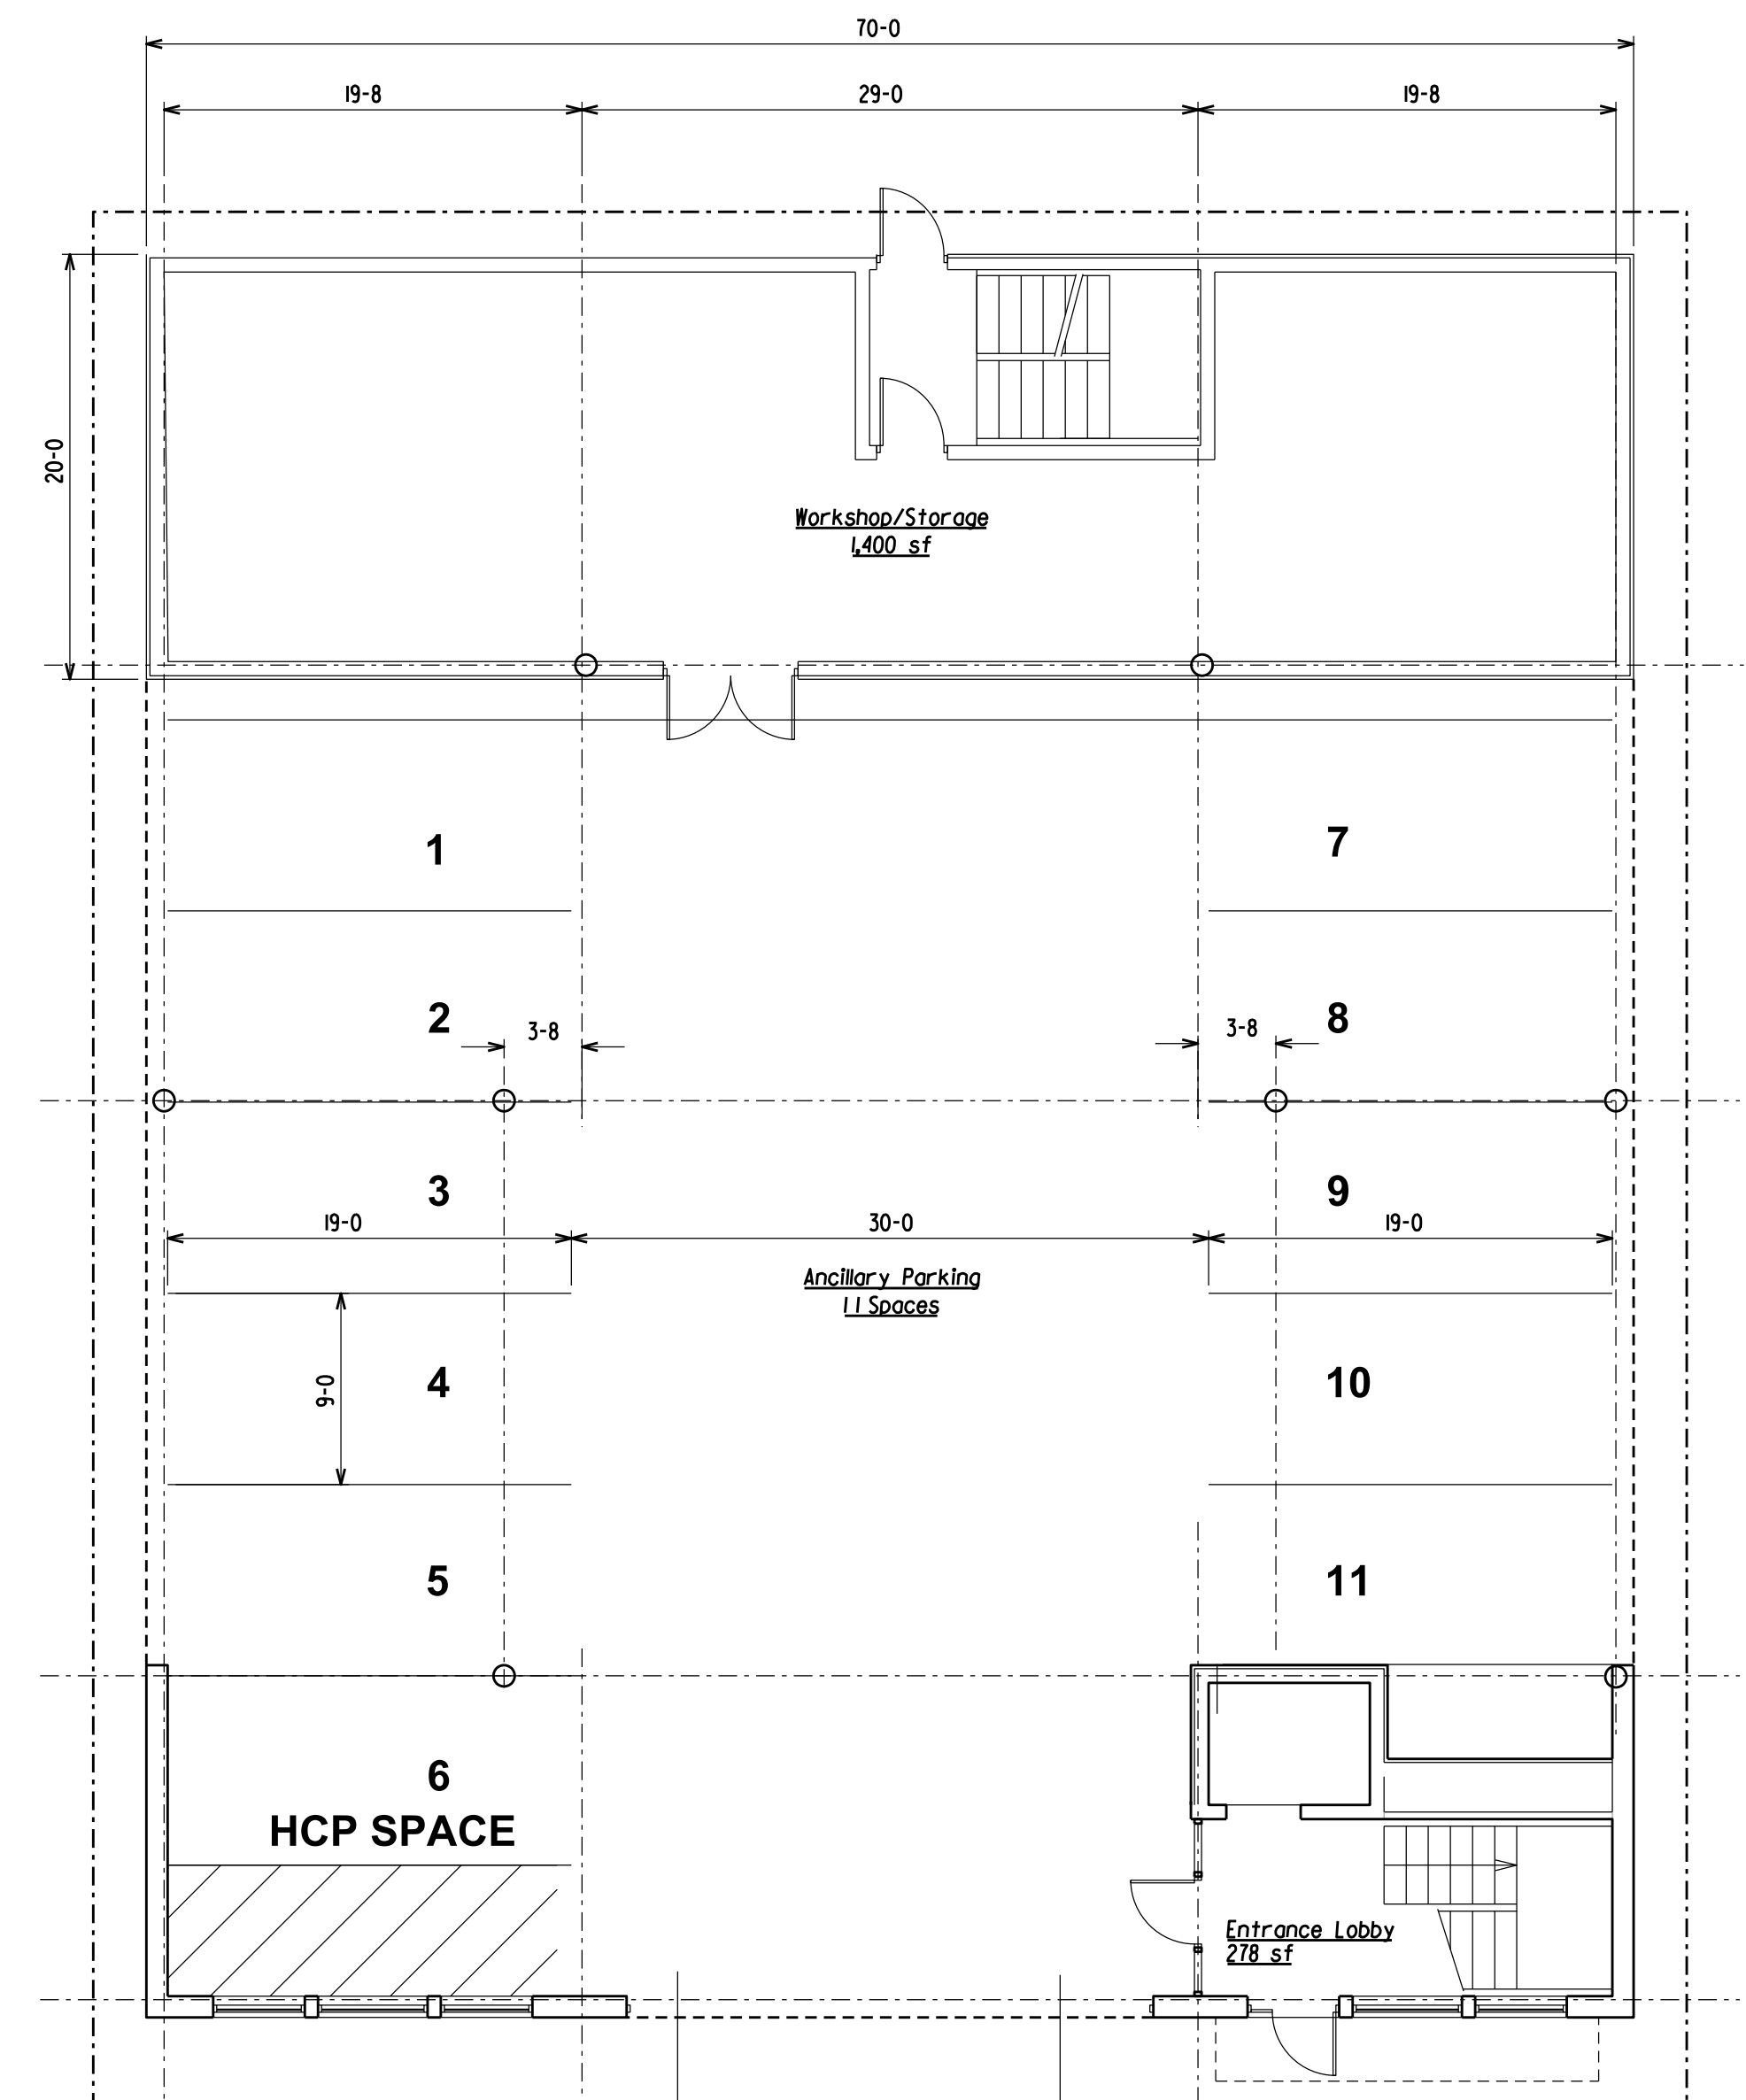 70-0
19-8 29-0 19-8
20-0
Workshop/Storage
1,400 sf
1 7
2 8
3-8 3-8
3 9
19-0 30-0 19-0
Ancillary Parking
11 Spaces
9-0
4 10
5 11
6
HCP SPACE
Entrance Lobby
278 sf